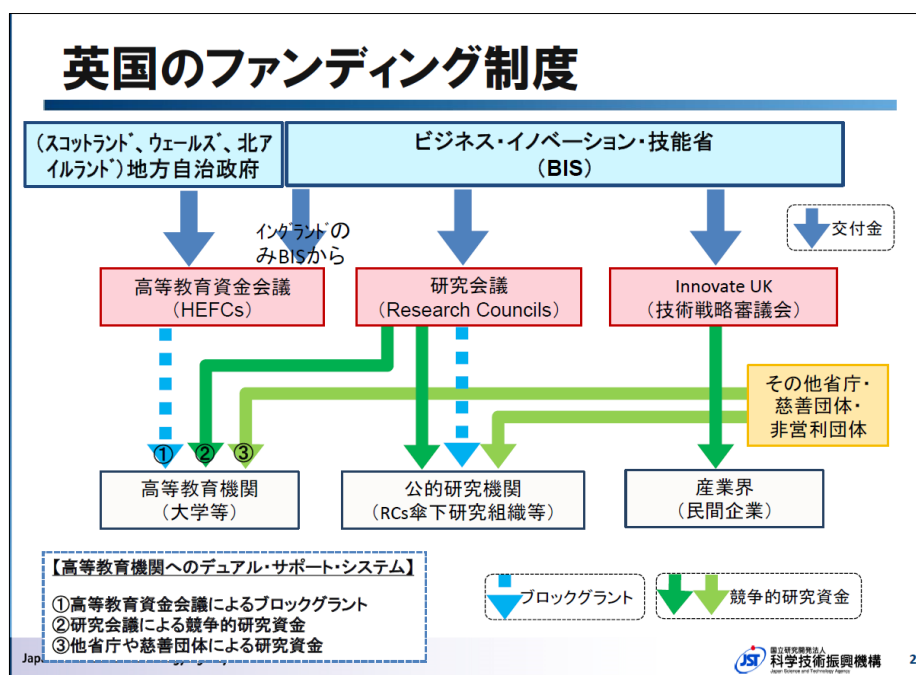 英国のファンディング制度
(スコットランド、ウェールズ、北ア
イルランド)地方自治政府
ビジネス・イノベーション・技能省
(BIS)
イングランドの
みBISから
交付金
高等教育資金会議
(HEFCs)
研究会議
(Research Councils)
Innovate UK
(技術戦略審議会)
その他省庁・
慈善団体・
非営利団体
① ② ③
高等教育機関
(大学等)
公的研究機関
(RCs傘下研究組織等)
産業界
(民間企業)
【高等教育機関へのデュアル・サポート・システム】
①高等教育資金会議によるブロックグラント
②研究会議による競争的研究資金
③他省庁や慈善団体による研究資金
ブロックグラント
競争的研究資金
JST
国立研究開発法人
科学技術振興機構
Japan Science and Technology Agency
2